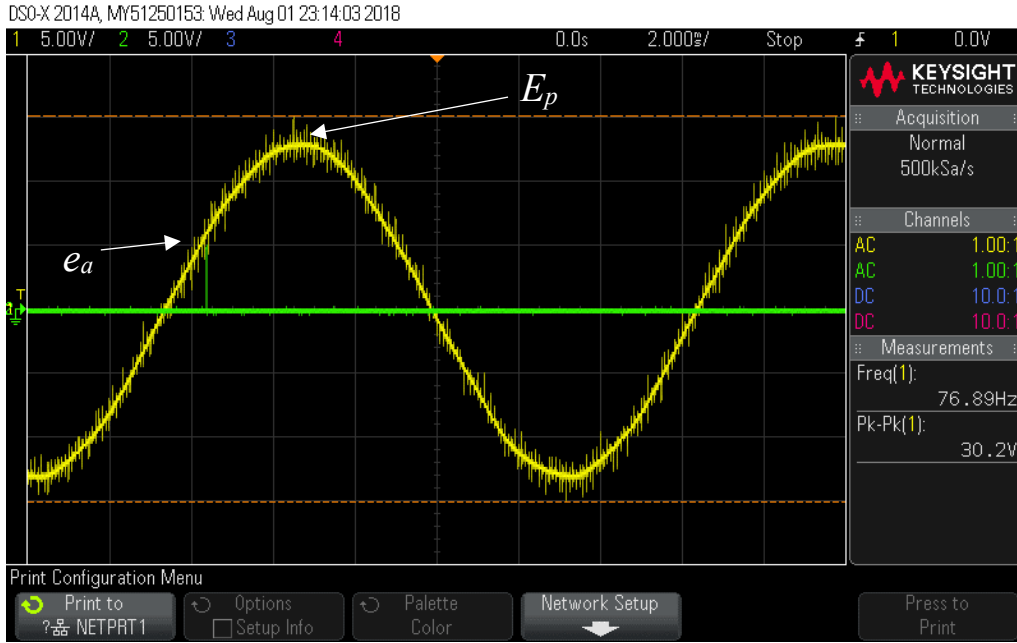 DSO-X 2014A, MY51250153: Wed Aug 01 23:14:03 2018
1 5.00V/ 2 5.00V/ 3 4 0.0s 2.000ms/ Stop 1 0.0V
KEYSIGHT
TECHNOLOGIES
Acquisition
Normal
500kSa/s
Channels
AC 1.00:1
AC 1.00:1
DC 10.0:1
DC 10.0:1
Measurements
Freq(1):
76.89Hz
Pk-Pk(1):
30.2V
Ep
ea
T
Print Configuration Menu
Print to
?NETPRT1
Options
Setup Info
Palette
Color
Network Setup
Press to
Print